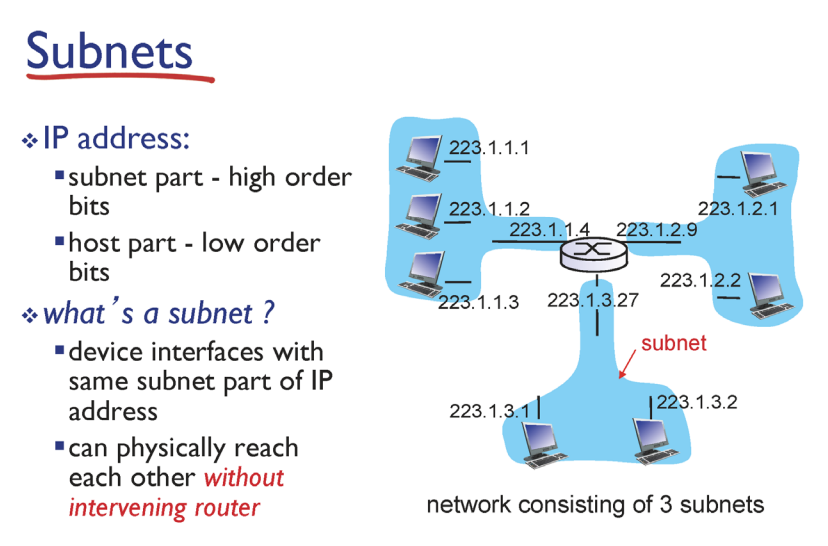 Subnets
❖IP address:
▪subnet part - high order
bits
▪host part - low order
bits
❖what's a subnet ?
▪device interfaces with
same subnet part of IP
address
▪can physically reach
each other without
intervening router
223.1.1.1
223.1.1.2
223.1.1.3
223.1.1.4
223.1.2.9
223.1.2.1
223.1.2.2
223.1.3.27
subnet
223.1.3.1
223.1.3.2
network consisting of 3 subnets